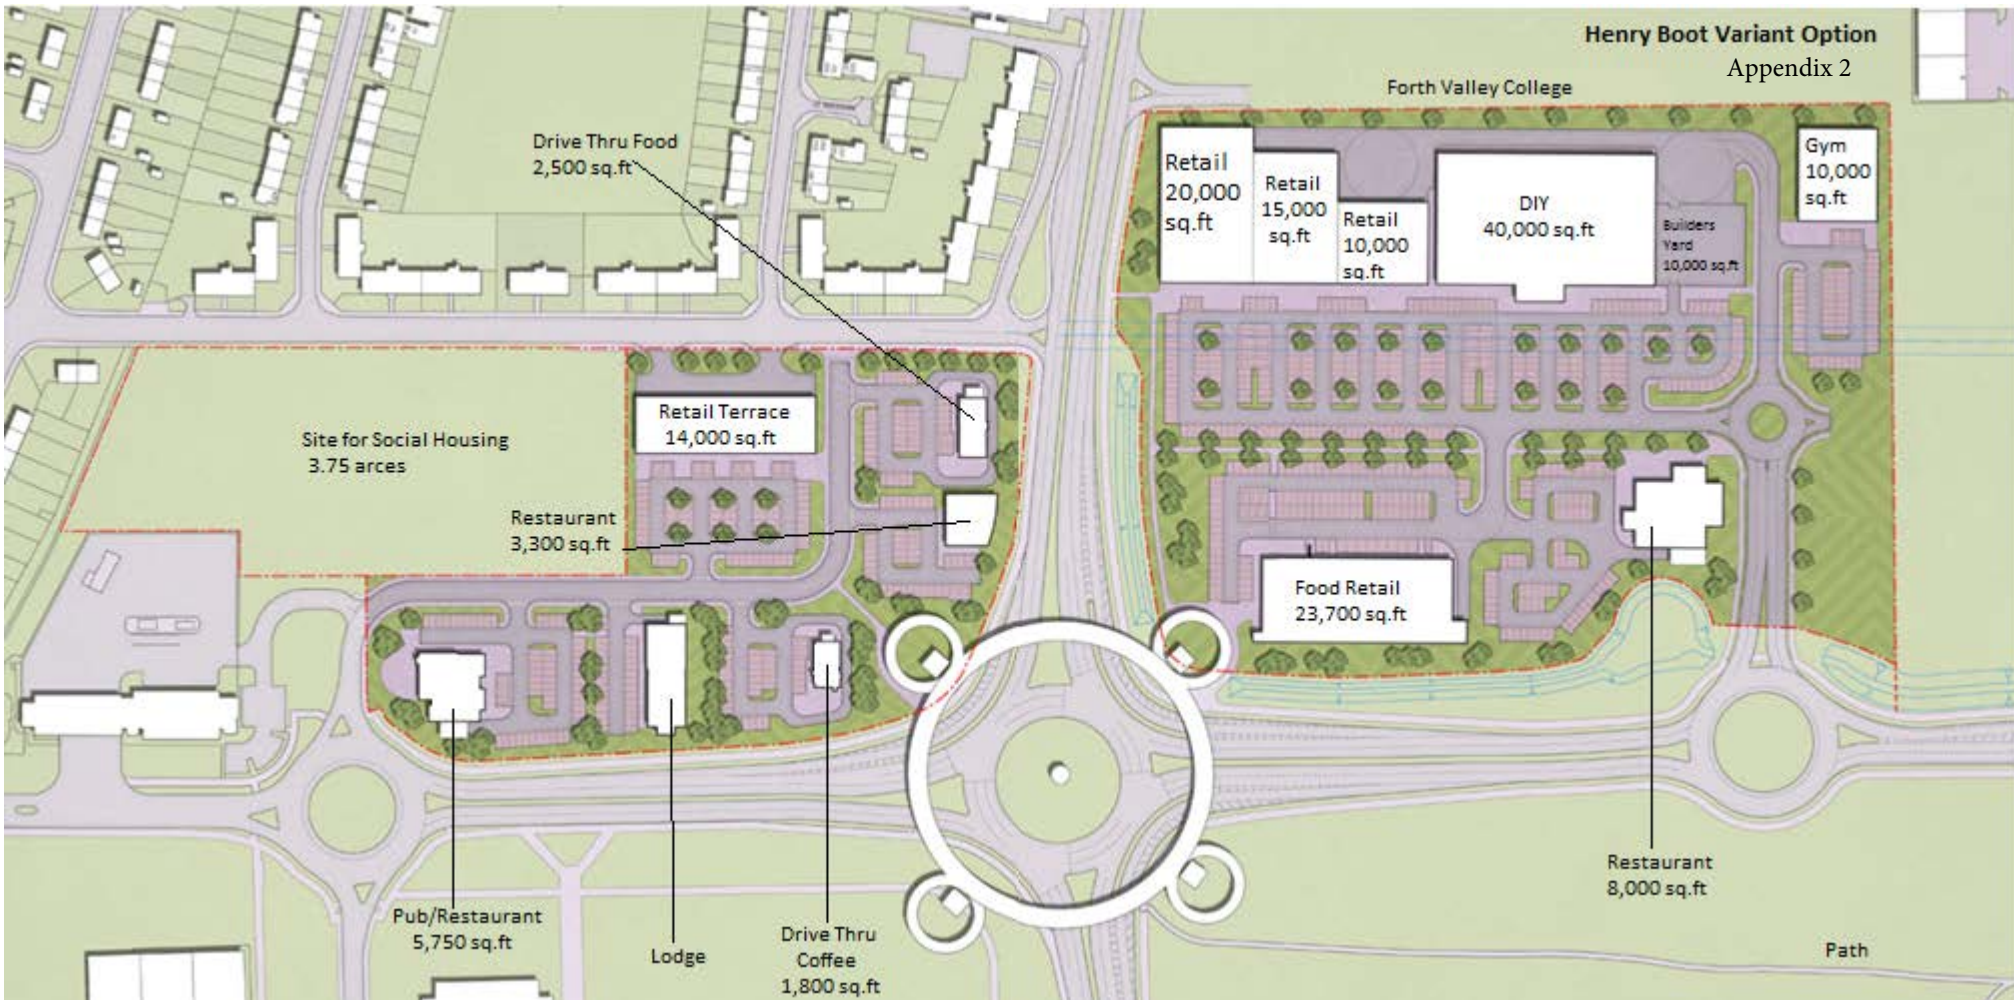 Henry Boot Variant Option
Appendix 2
Forth Valley College
Drive Thru Food
2,500 sq.ft
Retail
20,000
sq.ft
Retail
15,000
sq.ft
Retail
10,000
sq.ft
DIY
40,000 sq.ft
Builders
Yard
10,000 sq.ft
Gym
10,000
sq.ft
Retail Terrace
14,000 sq.ft
Site for Social Housing
3.75 arces
Restaurant
3,300 sq.ft
Food Retail
23,700 sq.ft
Restaurant
8,000 sq.ft
Pub/Restaurant
5,750 sq.ft
Lodge
Drive Thru
Coffee
1,800 sq.ft
Path